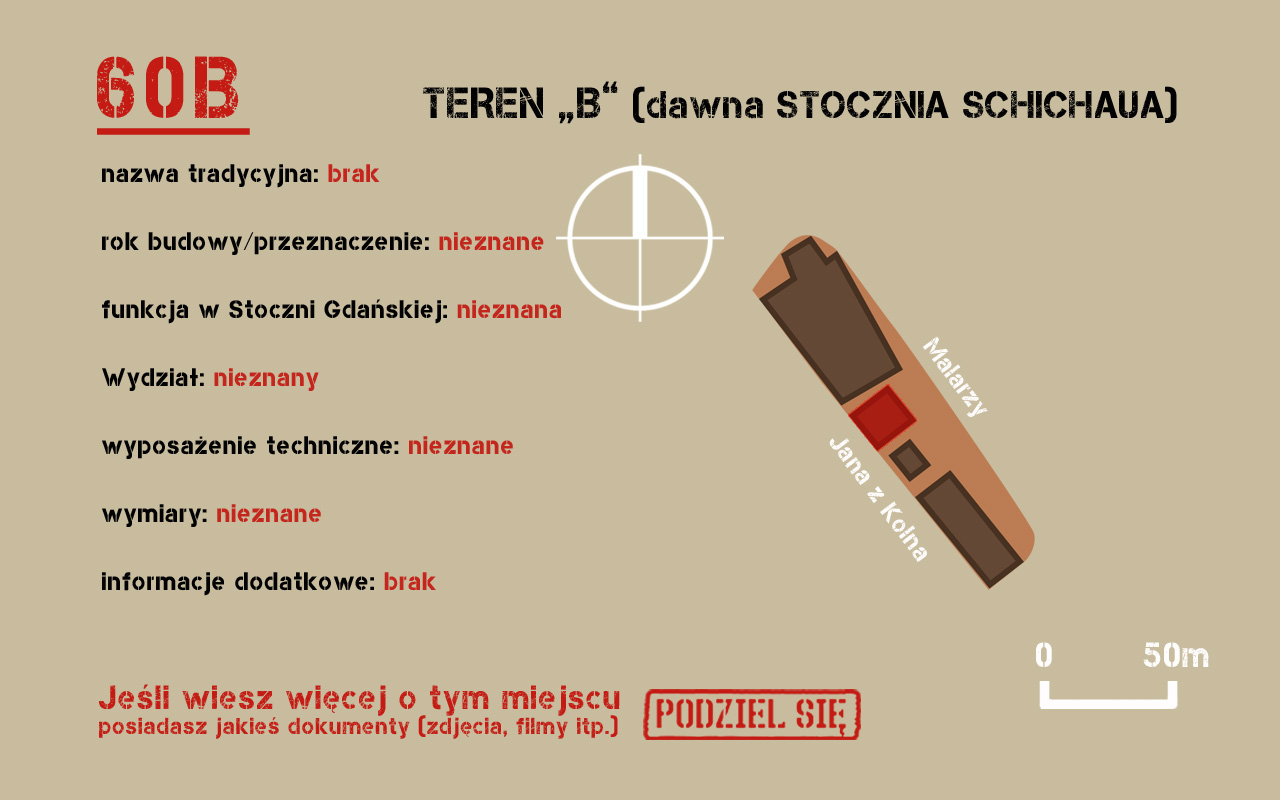 60B
TEREN „B“ (dawna STOCZNIA SCHICHAUA)
nazwa tradycyjna: brak
rok budowy/przeznaczenie: nieznane
funkcja w Stoczni Gdańskiej: nieznana
Wydział: nieznany
wyposażenie techniczne: nieznane
wymiary: nieznane
informacje dodatkowe: brak
Malarzy
Jana z Kolna
0 50m
Jeśli wiesz więcej o tym miejscu
posiadasz jakieś dokumenty (zdjęcia, filmy itp.)
PODZIEL SIĘ